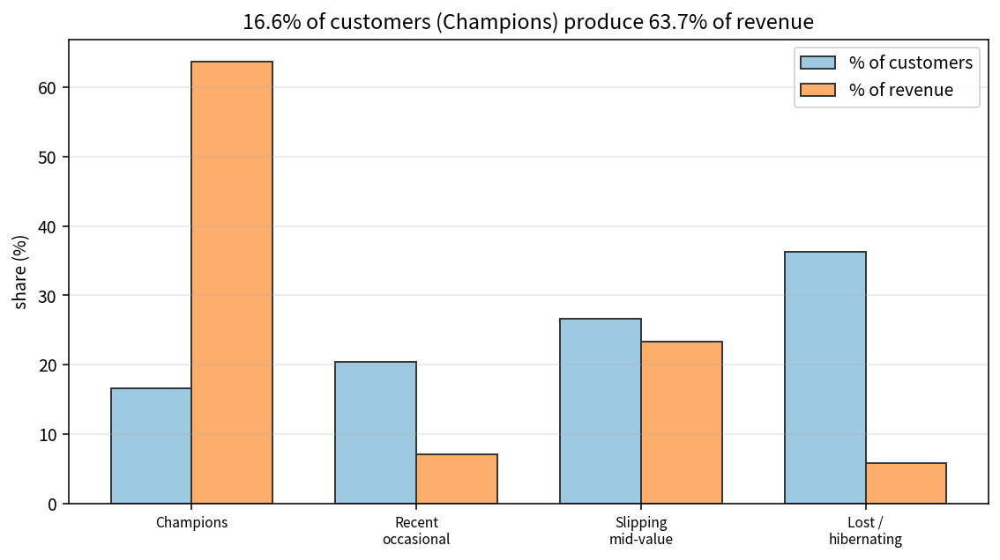 16.6% of customers (Champions) produce 63.7% of revenue
% of customers
% of revenue
share (%)
60
50
40
30
20
10
0
Champions
Recent
occasional
Slipping
mid-value
Lost /
hibernating